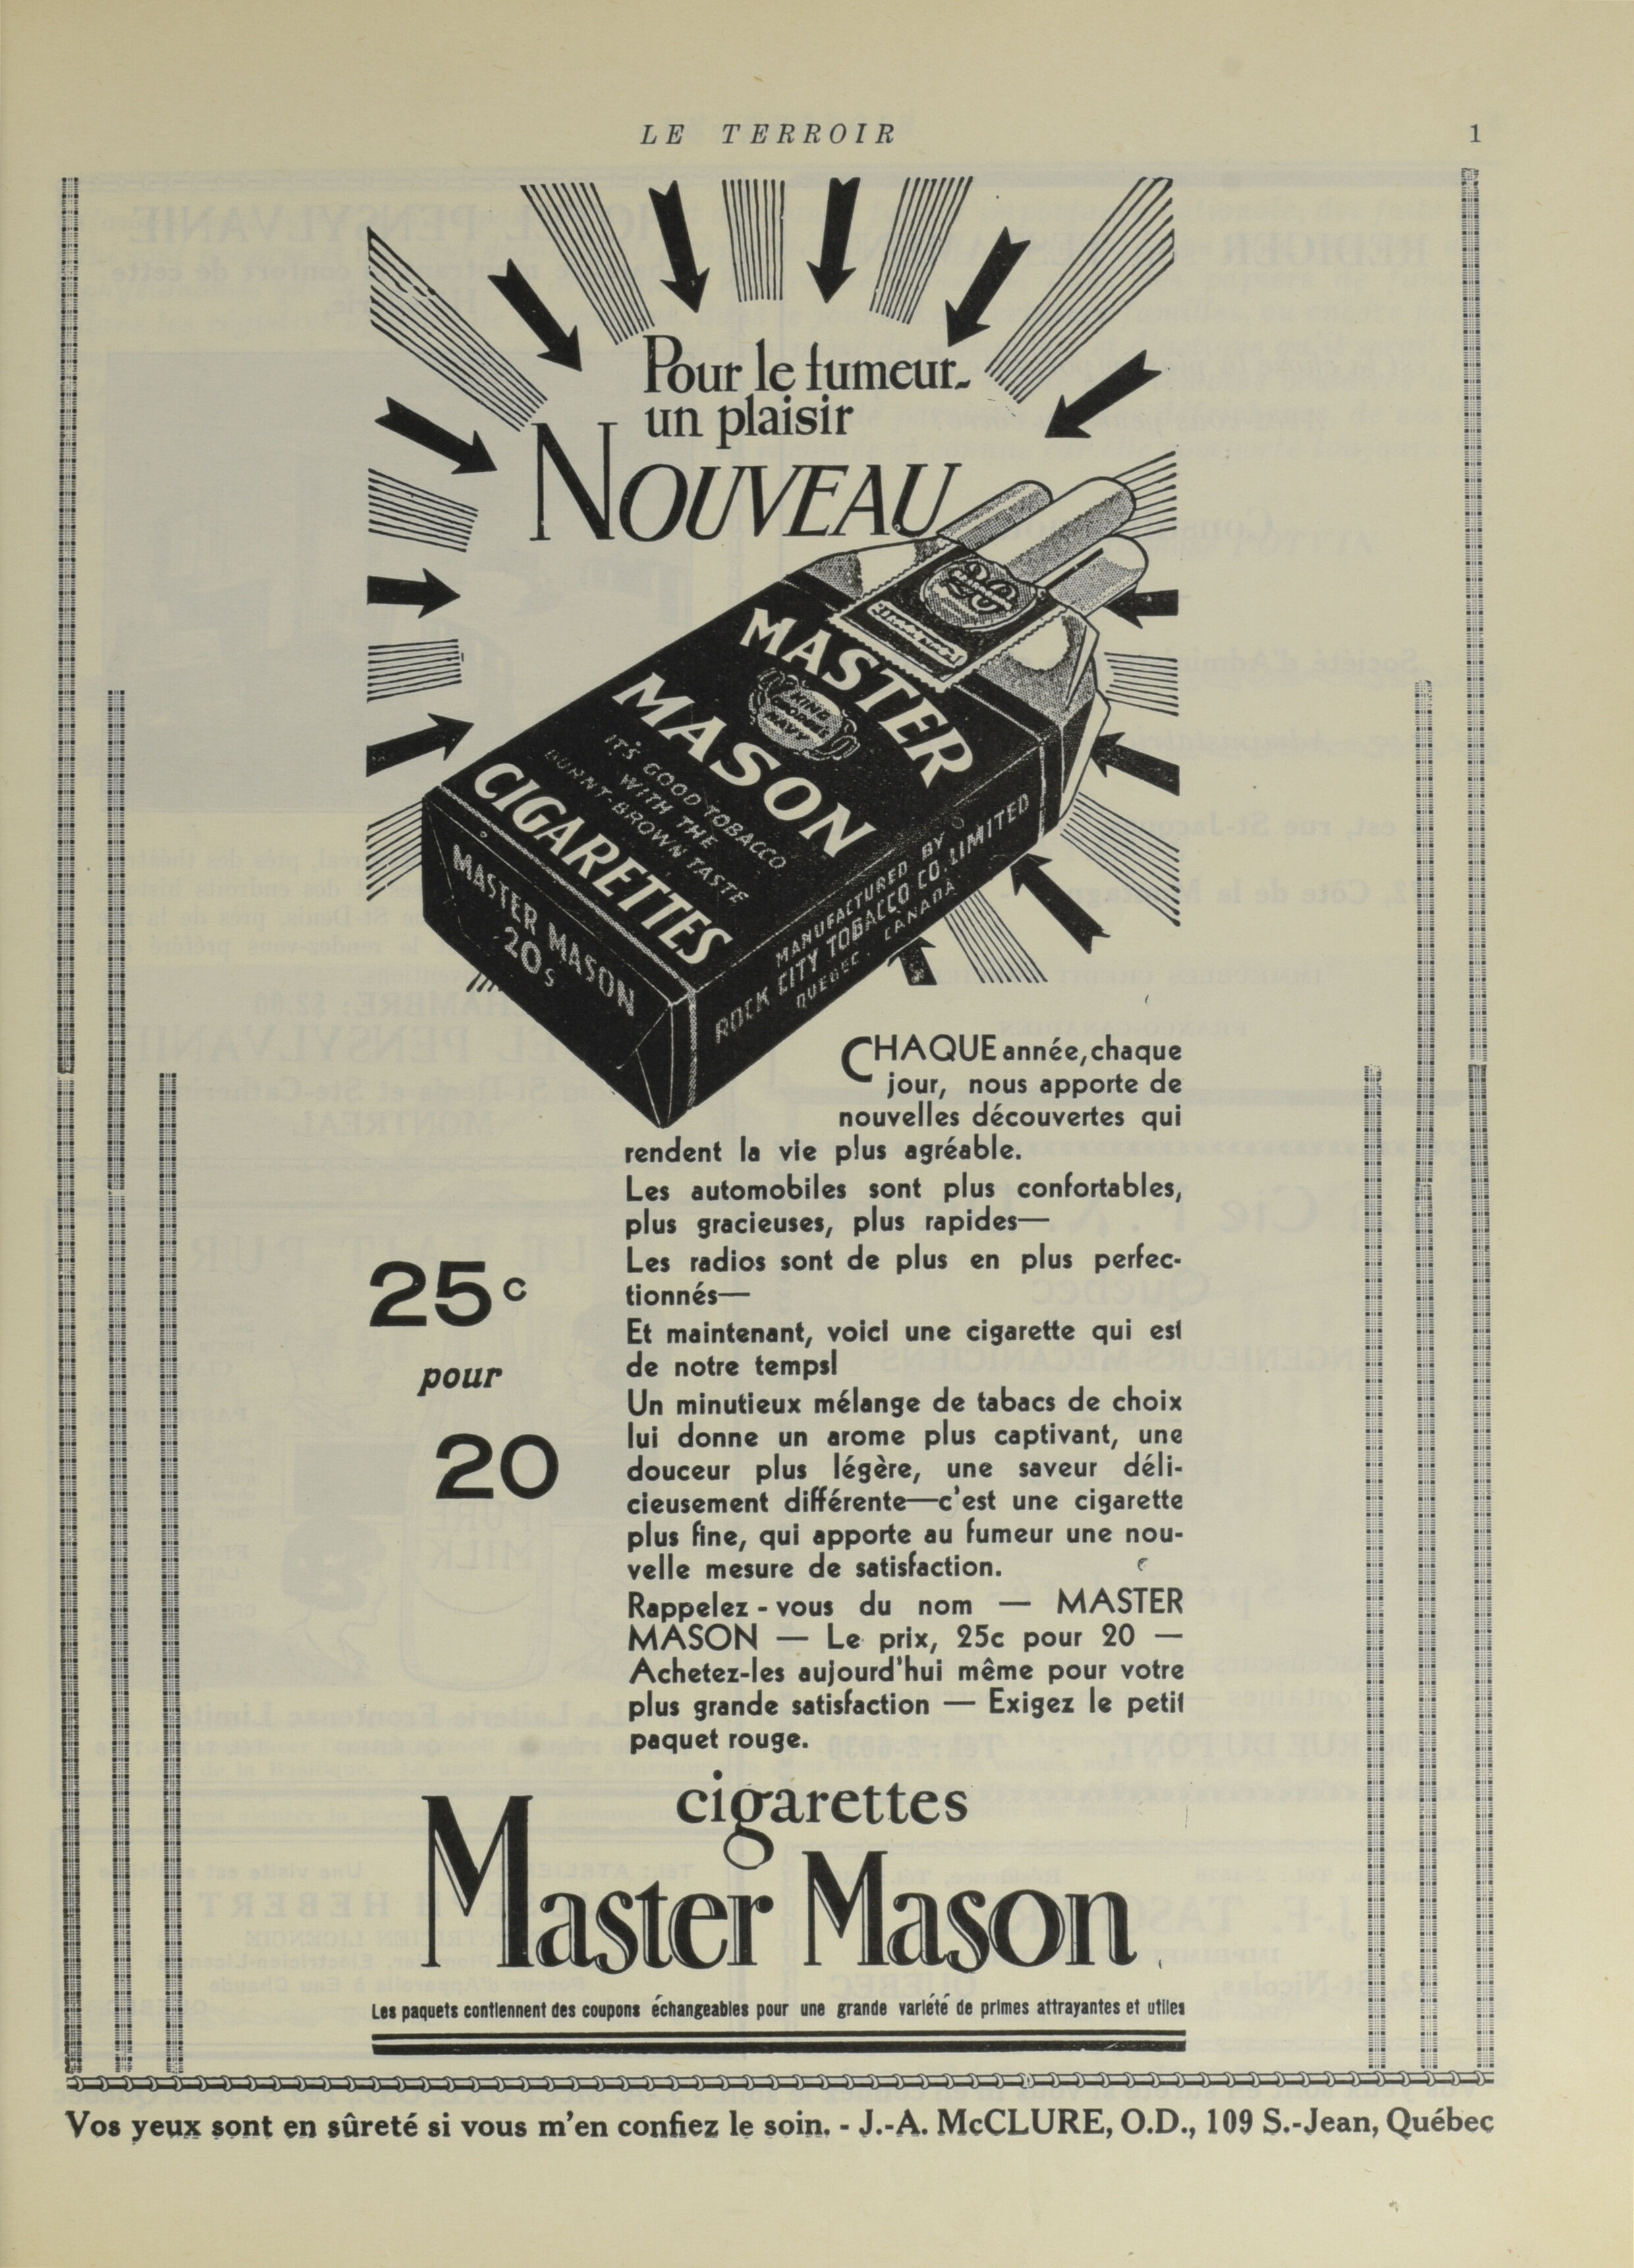 LE TERROIR
1
Pour le fumeur-
un plaisir
NOUVEAU
MASTER
MASON
IT'S GOOD TOBACCO
WITH THE
BURNT-BROWN TASTE
CIGARETTES
MASTER MASON
20s
MANUFACTURED BY
ROCK CITY TOBACCO CO. LIMITED
QUEBEC CANADA
CHAQUE année, chaque
jour, nous apporte de
nouvelles découvertes qui
rendent la vie plus agréable.
Les automobiles sont plus confortables,
plus gracieuses, plus rapides—
Les radios sont de plus en plus perfec-
tionnés—
Et maintenant, voici une cigarette qui est
de notre temps!
Un minutieux mélange de tabacs de choix
lui donne un arome plus captivant, une
douceur plus légère, une saveur déli-
cieusement différente—c'est une cigarette
plus fine, qui apporte au fumeur une nou-
velle mesure de satisfaction.
Rappelez-vous du nom — MASTER
MASON — Le prix, 25c pour 20 —
Achetez-les aujourd'hui même pour votre
plus grande satisfaction — Exigez le petit
paquet rouge.
25c
pour
20
cigarettes
Master Mason
Les paquets contiennent des coupons échangeables pour une grande variété de primes attrayantes et utiles
Vos yeux sont en sûreté si vous m'en confiez le soin. - J.-A. McCLURE, O.D., 109 S.-Jean, Québec